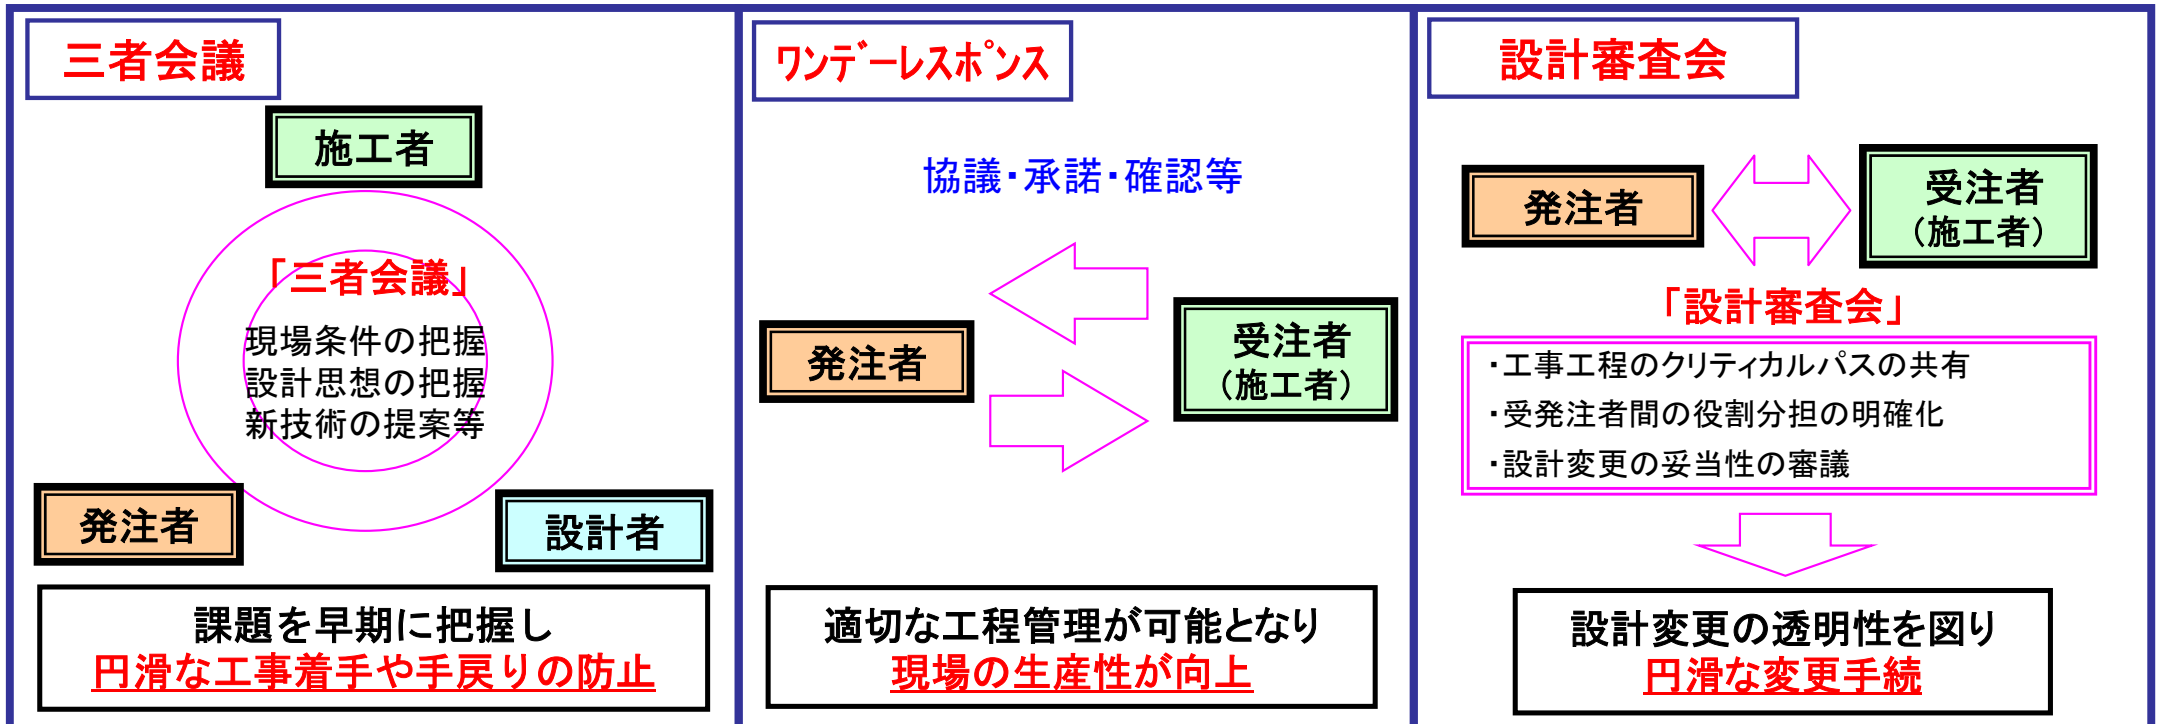 三者会議
施工者
「三者会議」
現場条件の把握
設計思想の把握
新技術の提案等
発注者
設計者
課題を早期に把握し
円滑な工事着手や手戻りの防止
ﾜﾝﾃﾞｰﾚｽﾎﾟﾝｽ
協議・承諾・確認等
発注者
受注者
（施工者）
適切な工程管理が可能となり
現場の生産性が向上
設計審査会
発注者
受注者
（施工者）
「設計審査会」
・工事工程のクリティカルパスの共有
・受発注者間の役割分担の明確化
・設計変更の妥当性の審議
設計変更の透明性を図り
円滑な変更手続